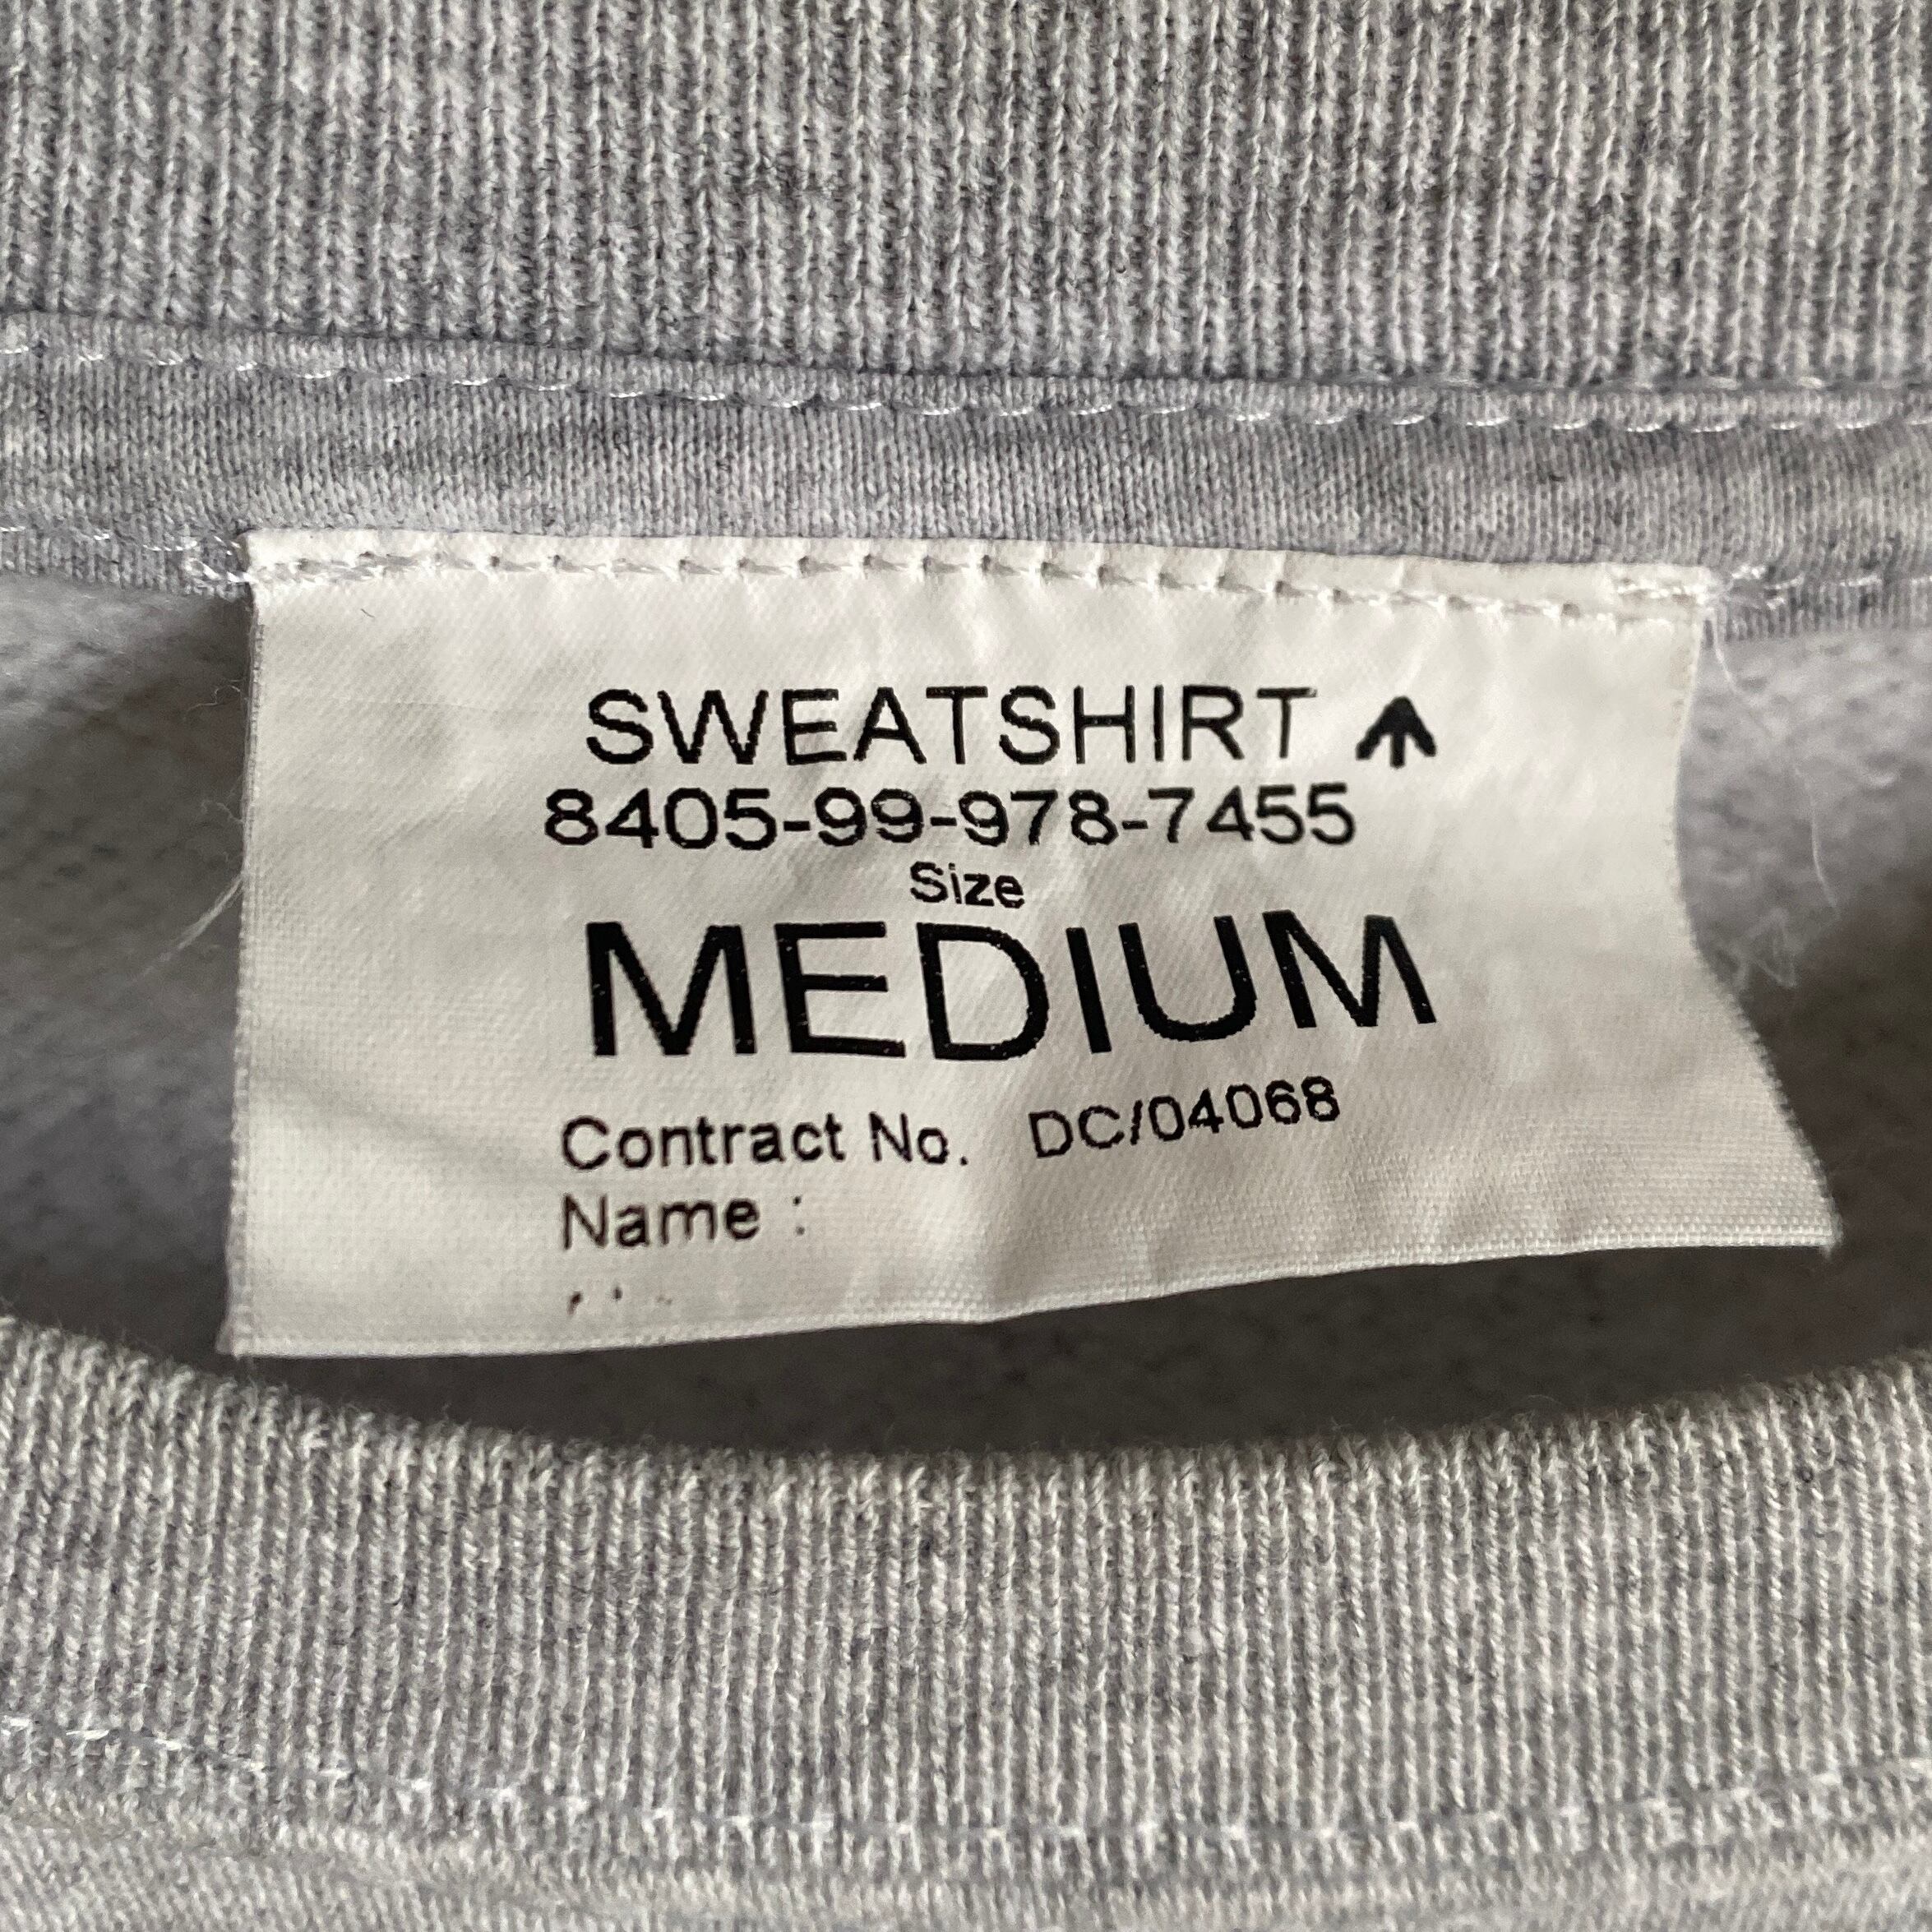 SWEATSHIRT
8405-99-978-7455
Size
MEDIUM
Contract No. DC/04068
Name :